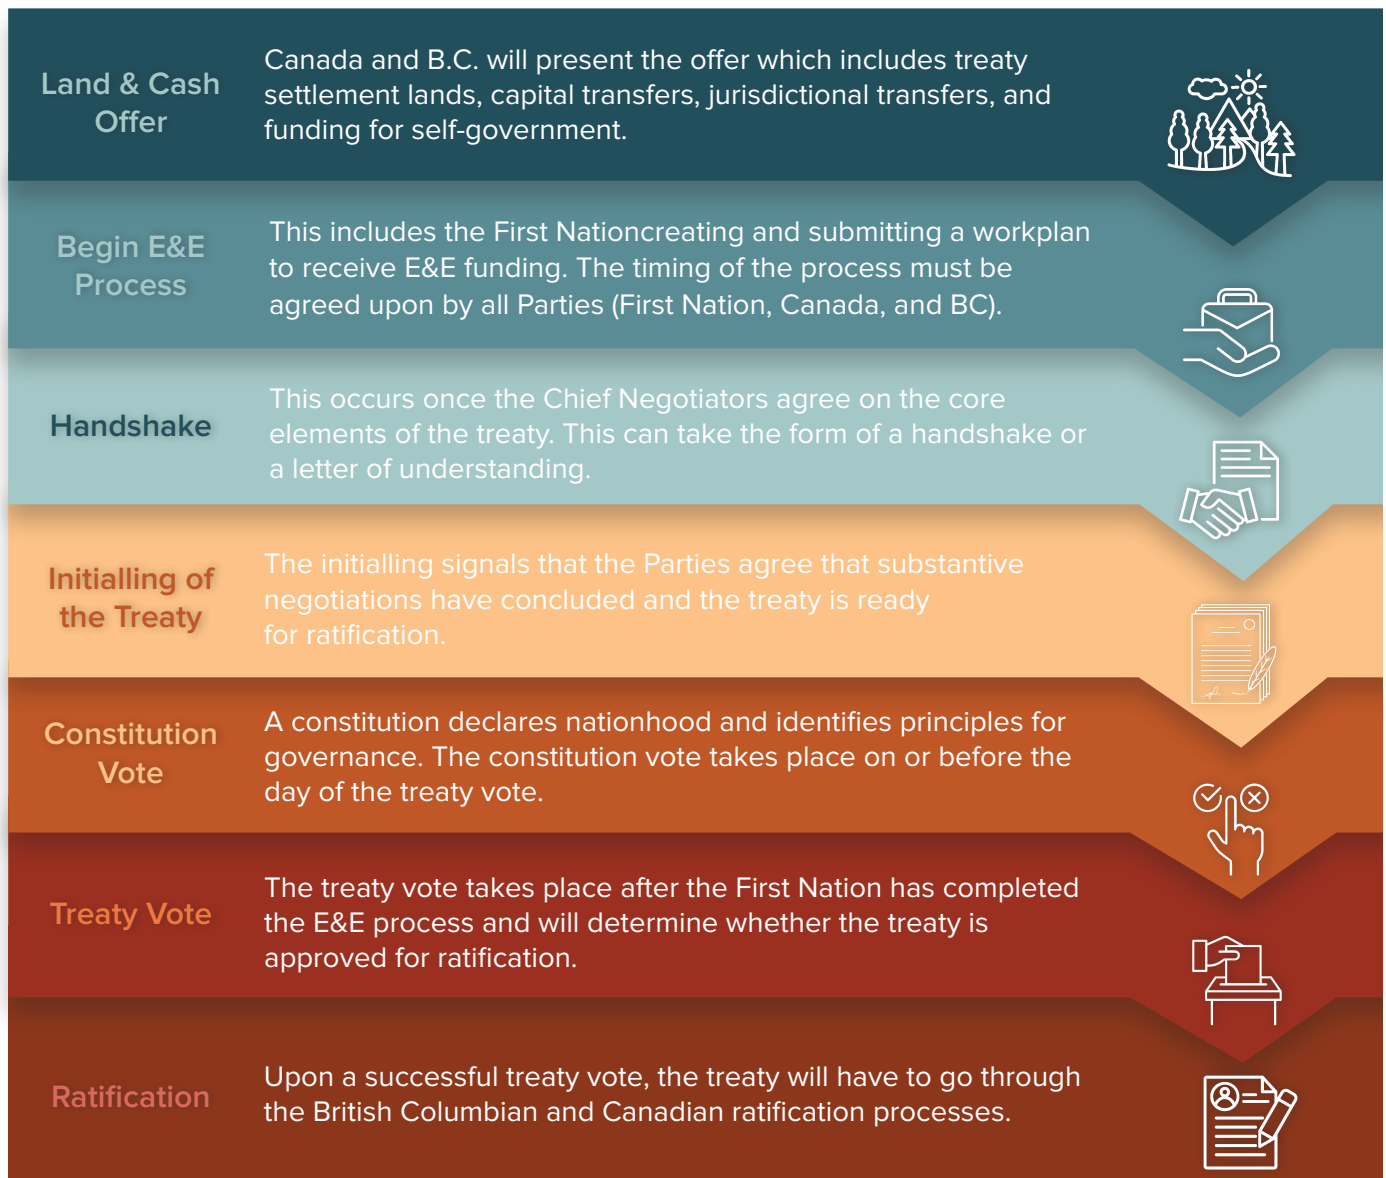 Land & Cash
Offer
Canada and B.C. will present the offer which includes treaty
settlement lands, capital transfers, jurisdictional transfers, and
funding for self-government.
Begin E&E
Process
This includes the First Nationcreating and submitting a workplan
to receive E&E funding. The timing of the process must be
agreed upon by all Parties (First Nation, Canada, and BC).
Handshake
This occurs once the Chief Negotiators agree on the core
elements of the treaty. This can take the form of a handshake or
a letter of understanding.
Initialling of
the Treaty
The initialling signals that the Parties agree that substantive
negotiations have concluded and the treaty is ready
for ratification.
Constitution
Vote
A constitution declares nationhood and identifies principles for
governance. The constitution vote takes place on or before the
day of the treaty vote.
Treaty Vote
The treaty vote takes place after the First Nation has completed
the E&E process and will determine whether the treaty is
approved for ratification.
Ratification
Upon a successful treaty vote, the treaty will have to go through
the British Columbian and Canadian ratification processes.